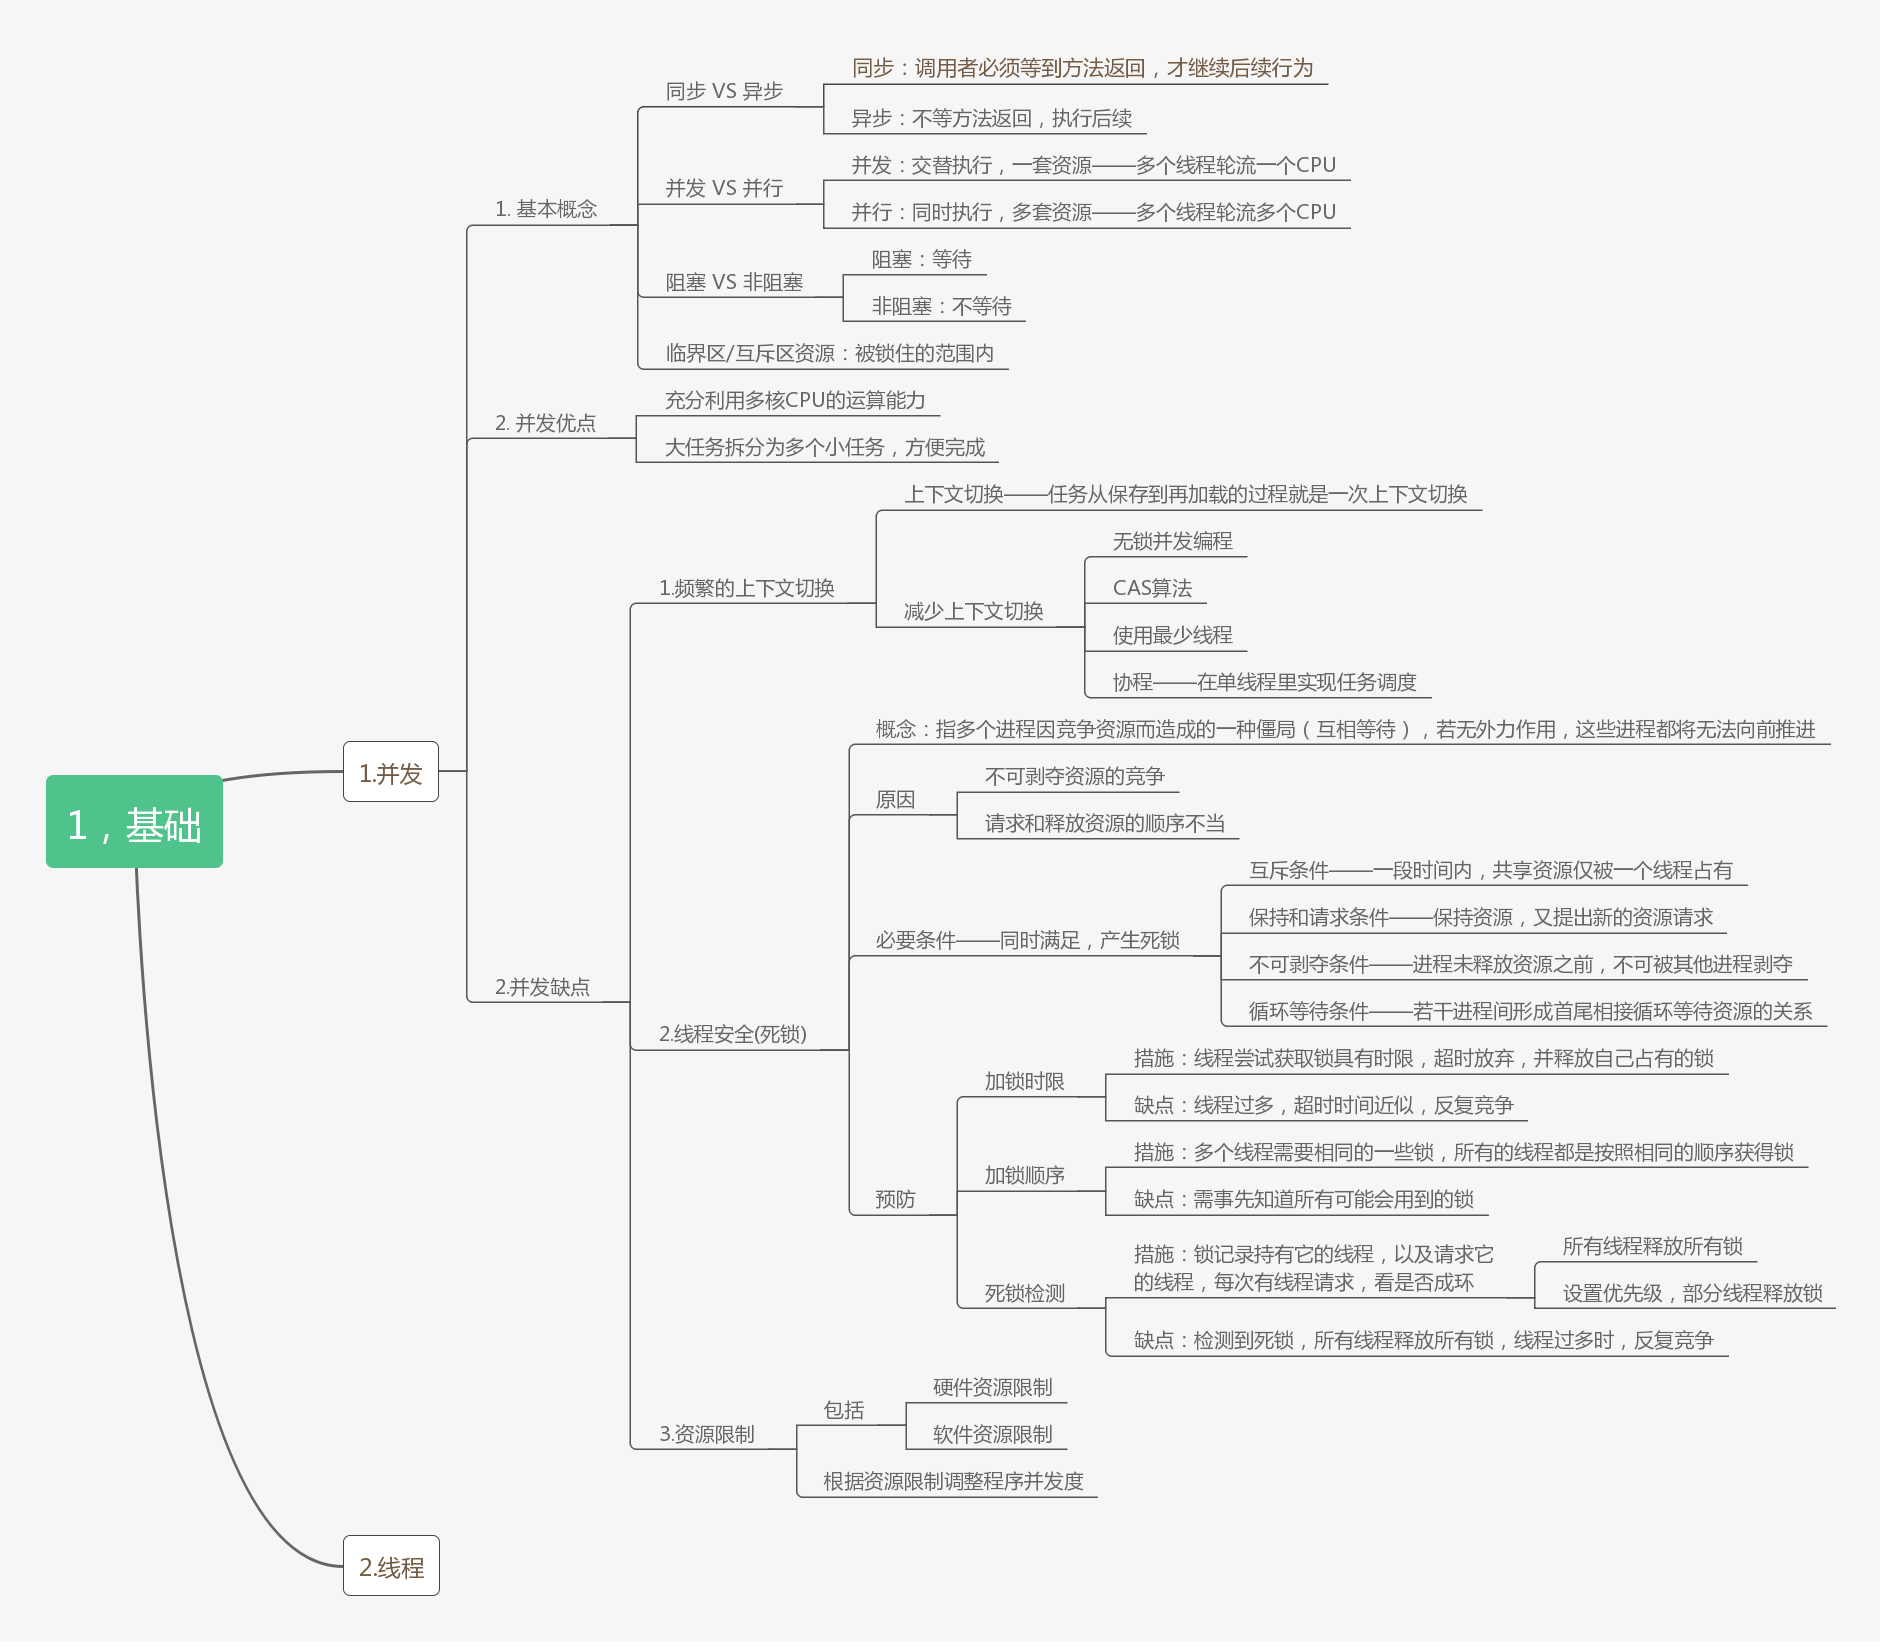 1，基础
1.并发
1. 基本概念
同步 VS 异步
同步：调用者必须等到方法返回，才继续后续行为
异步：不等方法返回，执行后续
并发 VS 并行
并发：交替执行，一套资源——多个线程轮流一个CPU
并行：同时执行，多套资源——多个线程轮流多个CPU
阻塞 VS 非阻塞
阻塞：等待
非阻塞：不等待
临界区/互斥区资源：被锁住的范围内
2. 并发优点
充分利用多核CPU的运算能力
大任务拆分为多个小任务，方便完成
2.并发缺点
1.频繁的上下文切换
上下文切换——任务从保存到再加载的过程就是一次上下文切换
减少上下文切换
无锁并发编程
CAS算法
使用最少线程
协程——在单线程里实现任务调度
2.线程安全(死锁)
概念：指多个进程因竞争资源而造成的一种僵局（互相等待），若无外力作用，这些进程都将无法向前推进
原因
不可剥夺资源的竞争
请求和释放资源的顺序不当
必要条件——同时满足，产生死锁
互斥条件——一段时间内，共享资源仅被一个线程占有
保持和请求条件——保持资源，又提出新的资源请求
不可剥夺条件——进程未释放资源之前，不可被其他进程剥夺
循环等待条件——若干进程间形成首尾相接循环等待资源的关系
预防
加锁时限
措施：线程尝试获取锁具有时限，超时放弃，并释放自己占有的锁
缺点：线程过多，超时时间近似，反复竞争
加锁顺序
措施：多个线程需要相同的一些锁，所有的线程都是按照相同的顺序获得锁
缺点：需事先知道所有可能会用到的锁
死锁检测
措施：锁记录持有它的线程，以及请求它
的线程，每次有线程请求，看是否成环
所有线程释放所有锁
设置优先级，部分线程释放锁
缺点：检测到死锁，所有线程释放所有锁，线程过多时，反复竞争
3.资源限制
包括
硬件资源限制
软件资源限制
根据资源限制调整程序并发度
2.线程